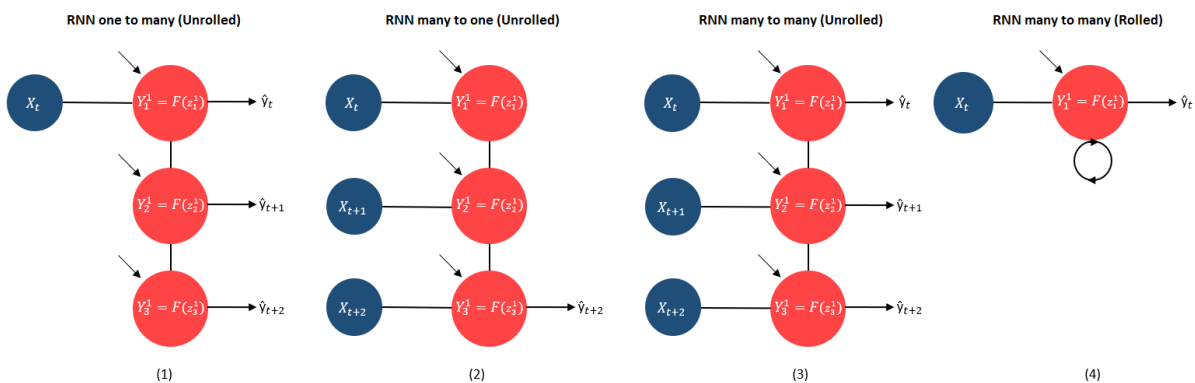 RNN one to many (Unrolled)
RNN many to one (Unrolled)
RNN many to many (Unrolled)
RNN many to many (Rolled)
X_t
Y_1^1 = F(z_1^1)
ŷ_t
X_t
Y_1^1 = F(z_1^1)
X_t
Y_1^1 = F(z_1^1)
ŷ_t
X_t
Y_1^1 = F(z_1^1)
ŷ_t
Y_2^1 = F(z_2^1)
ŷ_{t+1}
X_{t+1}
Y_2^1 = F(z_2^1)
X_{t+1}
Y_2^1 = F(z_2^1)
ŷ_{t+1}
Y_3^1 = F(z_3^1)
ŷ_{t+2}
X_{t+2}
Y_3^1 = F(z_3^1)
ŷ_{t+2}
X_{t+2}
Y_3^1 = F(z_3^1)
ŷ_{t+2}
(1)
(2)
(3)
(4)